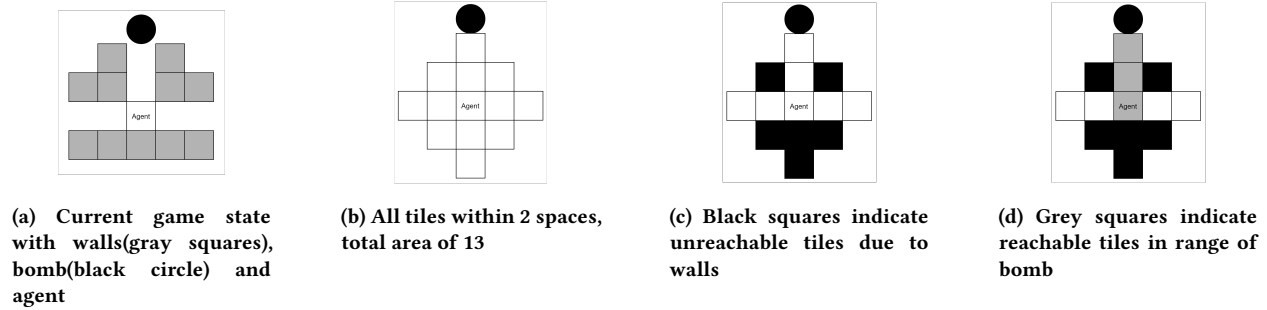 Agent
Agent
Agent
Agent
(a) Current game state
with walls(gray squares),
bomb(black circle) and
agent
(b) All tiles within 2 spaces,
total area of 13
(c) Black squares indicate
unreachable tiles due to
walls
(d) Grey squares indicate
reachable tiles in range of
bomb